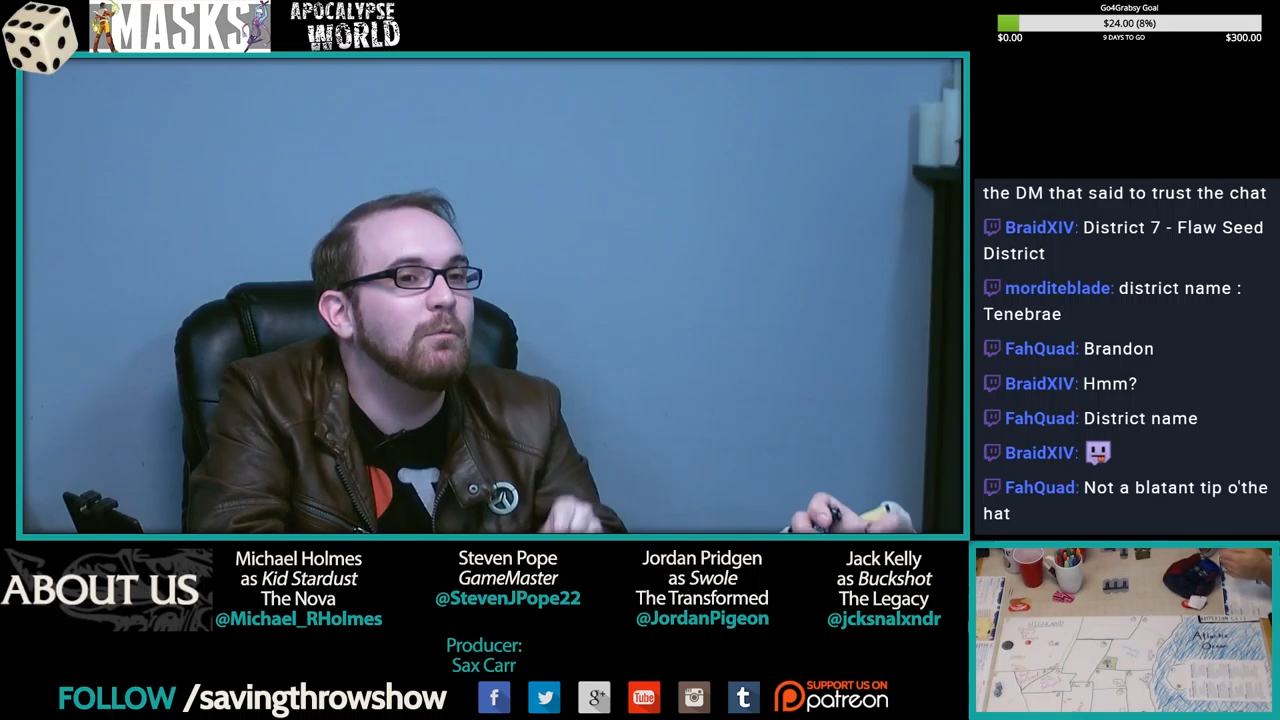 MASKS
APOCALYPSE
WORLD
Go4Grabsy Goal
$24.00 (8%)
$0.00
9 DAYS TO GO
$300.00
the DM that said to trust the chat
BraidXIV: District 7 - Flaw Seed
District
morditeblade: district name :
Tenebrae
FahQuad: Brandon
BraidXIV: Hmm?
FahQuad: District name
BraidXIV:
FahQuad: Not a blatant tip o'the
hat
ABOUT US
Michael Holmes
as Kid Stardust
The Nova
@Michael_RHolmes
Steven Pope
GameMaster
@StevenJPope22
Producer:
Sax Carr
Jordan Pridgen
as Swole
The Transformed
@JordanPigeon
Jack Kelly
as Buckshot
The Legacy
@jcksnalxndr
Atlantic
Ocean
FOLLOW /savingthrowshow
You Tube
SUPPORT US ON
patreon